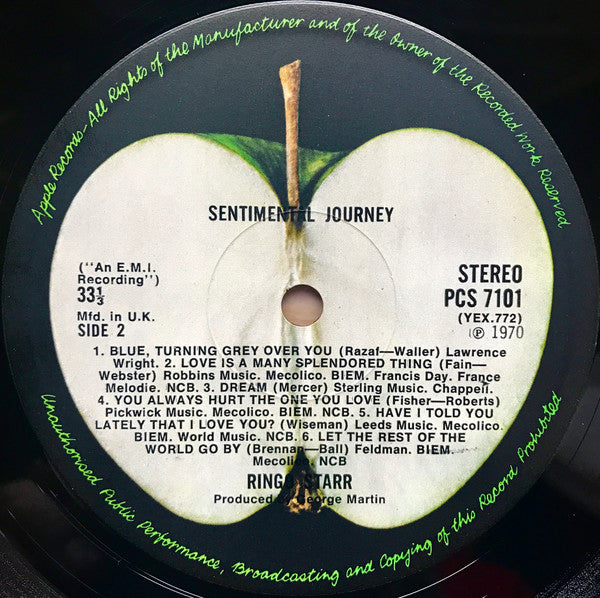 Apple Records—All Rights of the Manufacturer and of the Owner of the Recorded Work Reserved
SENTIMENTAL JOURNEY
("An E.M.I.
Recording")
33⅓
Mfd. in U.K.
SIDE 2
STEREO
PCS 7101
(YEX.772)
℗ 1970
1. BLUE, TURNING GREY OVER YOU (Razaf—Waller) Lawrence
Wright. 2. LOVE IS A MANY SPLENDORED THING (Fain—
Webster) Robbins Music. Mecolico. BIEM. Francis Day. France
Melodie. NCB. 3. DREAM (Mercer) Sterling Music. Chappell.
4. YOU ALWAYS HURT THE ONE YOU LOVE (Fisher—Roberts)
Pickwick Music. Mecolico. BIEM. NCB. 5. HAVE I TOLD YOU
LATELY THAT I LOVE YOU? (Wiseman) Leeds Music. Mecolico.
BIEM. World Music. NCB. 6. LET THE REST OF THE
WORLD GO BY (Brennan—Ball) Feldman. BIEM.
Mecolico. NCB
RINGO STARR
Produced by George Martin
Unauthorised Public Performance, Broadcasting and Copying of this Record Prohibited